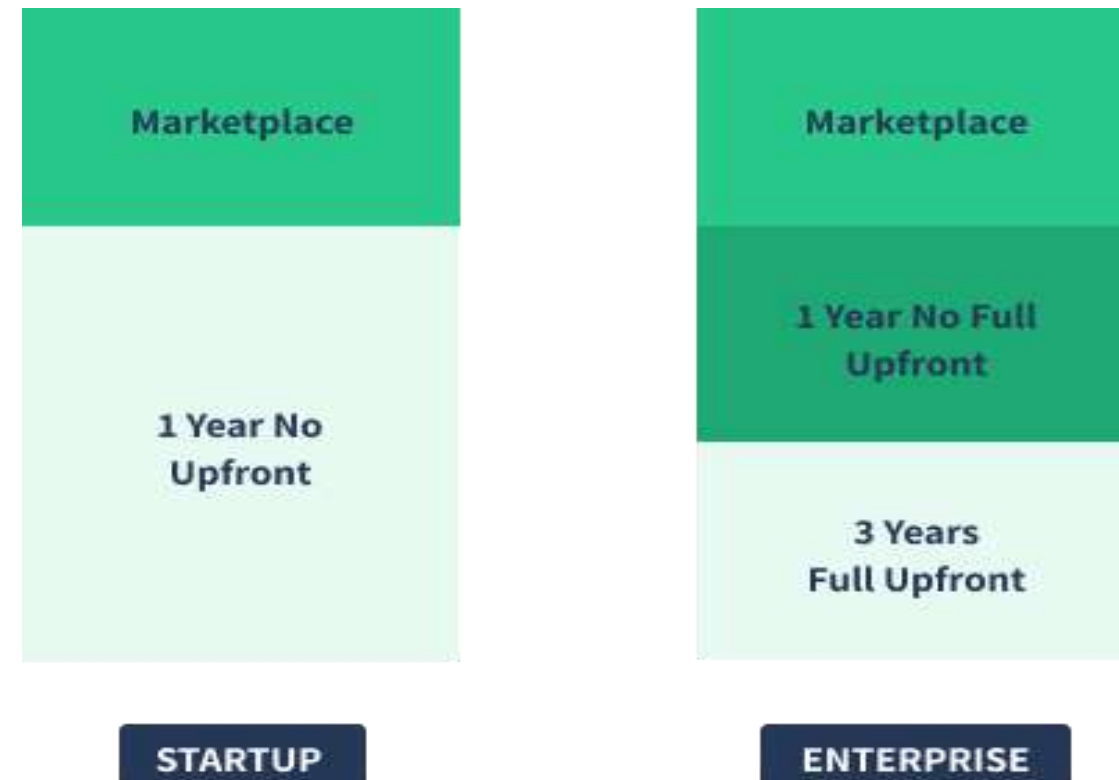 Marketplace
1 Year No
Upfront
STARTUP
Marketplace
1 Year No Full
Upfront
3 Years
Full Upfront
ENTERPRISE